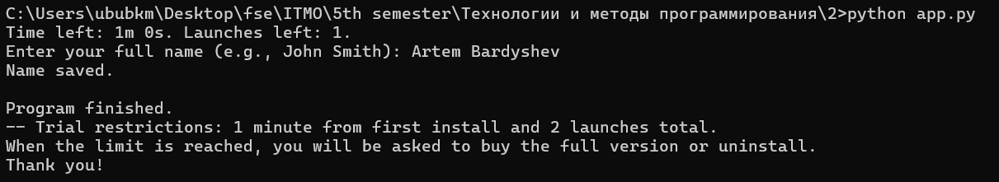 C:\Users\ububkm\Desktop\fse\ITMO\5th semester\Технологии и методы программирования\2>python app.py
Time left: 1m 0s. Launches left: 1.
Enter your full name (e.g., John Smith): Artem Bardyshev
Name saved.
Program finished.
-- Trial restrictions: 1 minute from first install and 2 launches total.
When the limit is reached, you will be asked to buy the full version or uninstall.
Thank you!